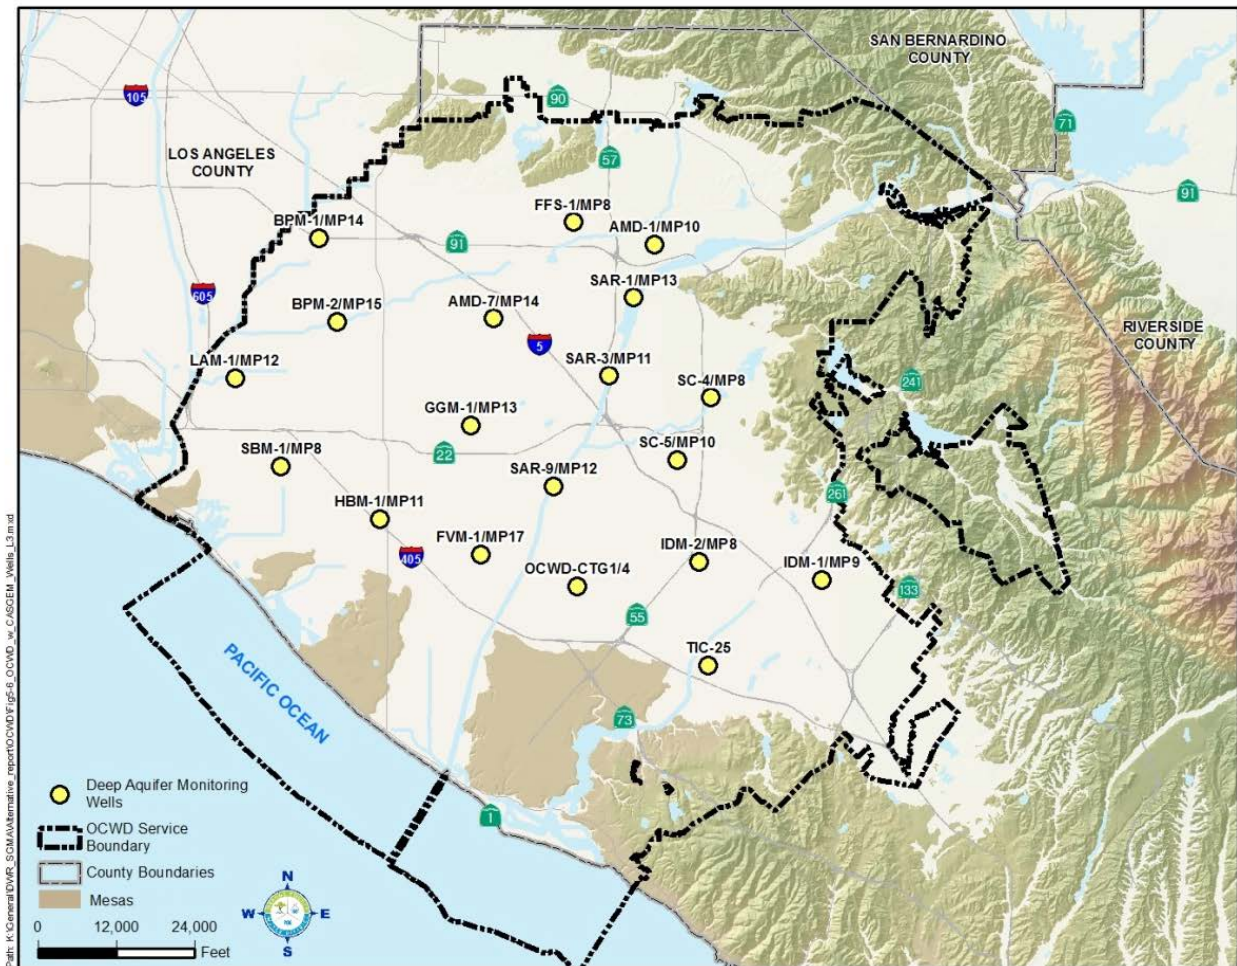 SAN BERNARDINO
COUNTY
105
90
71
57
LOS ANGELES
COUNTY
91
FFS-1/MP8
BPM-1/MP14
AMD-1/MP10
91
SAR-1/MP13
605
BPM-2/MP15
AMD-7/MP14
RIVERSIDE
COUNTY
5
LAM-1/MP12
SAR-3/MP11
SC-4/MP8
241
GGM-1/MP13
SBM-1/MP8
22
SC-5/MP10
SAR-9/MP12
261
HBM-1/MP11
FVM-1/MP17
405
IDM-2/MP8
IDM-1/MP9
OCWD-CTG1/4
133
55
TIC-25
PACIFIC OCEAN
73
1
Deep Aquifer Monitoring
Wells
OCWD Service
Boundary
County Boundaries
Mesas
0 12,000 24,000
Feet
N
W E
S